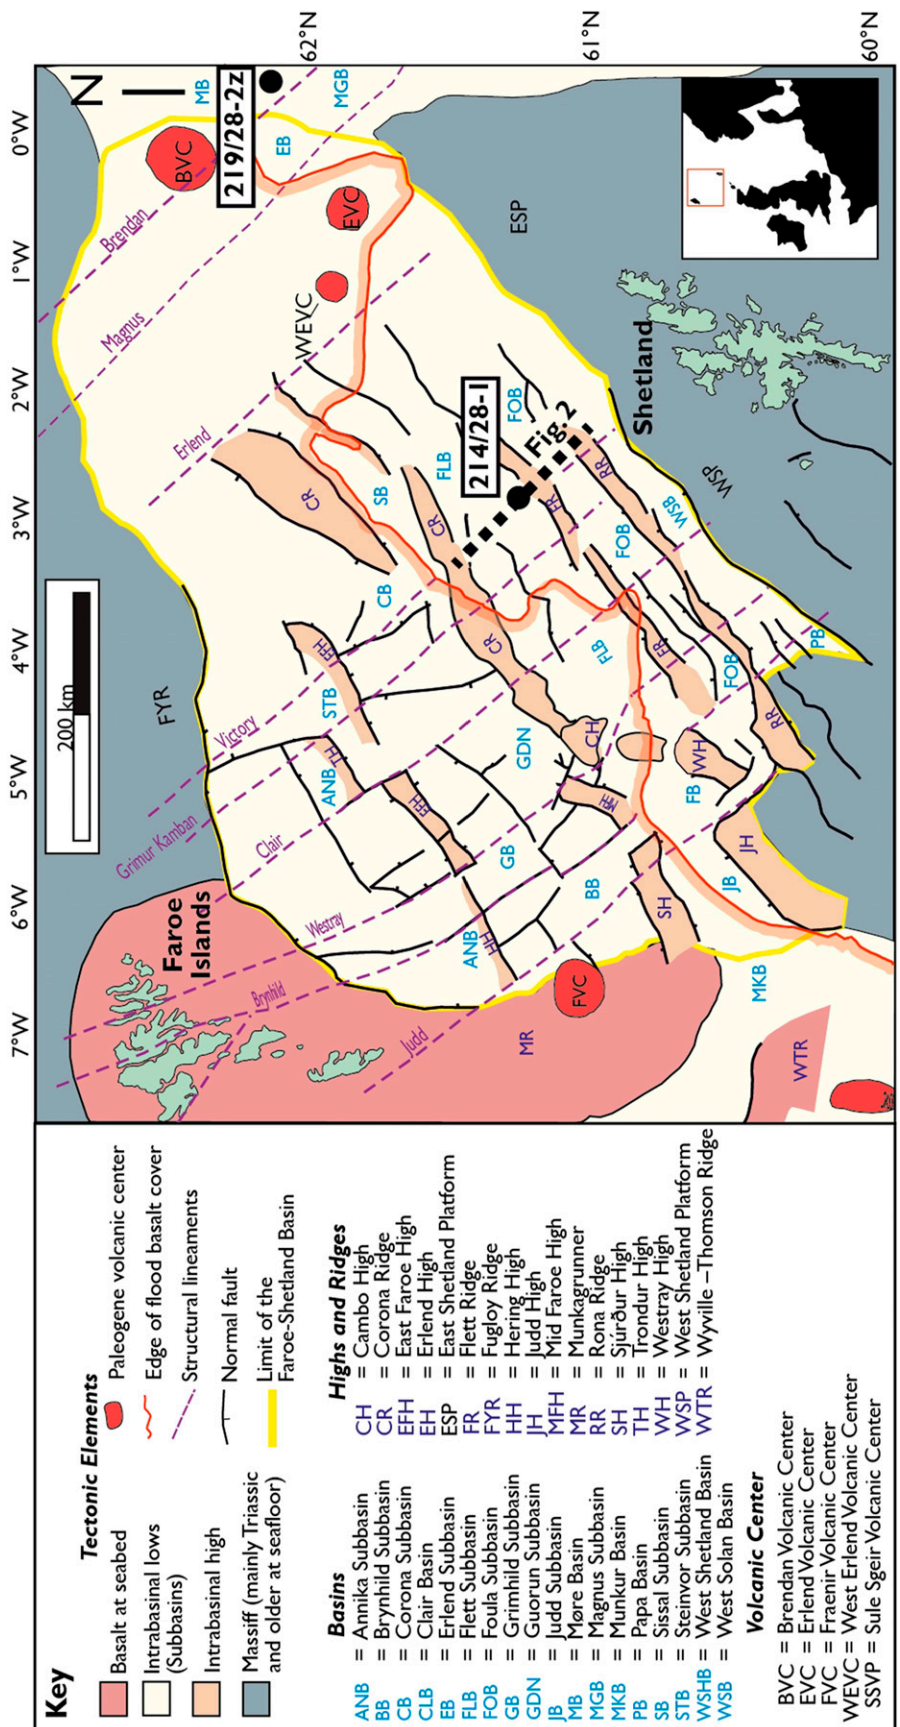 Key
Tectonic Elements
Basalt at seabed
Intrabasinal lows
(Subbasins)
Intrabasinal high
Massiff (mainly Triassic
and older at seafloor)
Paleogene volcanic center
Edge of flood basalt cover
Structural lineaments
Normal fault
Limit of the
Faroe-Shetland Basin
Basins
ANB = Annika Subbasin
BB = Brynhild Subbasin
CB = Corona Subbasin
CLB = Clair Basin
EB = Erlend Subbasin
FLB = Flett Subbasin
FOB = Foula Subbasin
GB = Grimhild Subbasin
GDN = Guorun Subbasin
JB = Judd Subbasin
MB = Møre Basin
MGB = Magnus Subbasin
MKB = Munkur Basin
PB = Papa Basin
SB = Sissal Subbasin
STB = Steinvor Subbasin
WSHB = West Shetland Basin
WSB = West Solan Basin
Highs and Ridges
CH = Cambo High
CR = Corona Ridge
EFH = East Faroe High
EH = Erlend High
ESP = East Shetland Platform
FR = Flett Ridge
FYR = Fugloy Ridge
HH = Hering High
JH = Judd High
MFH = Mid Faroe High
MR = Munkagrunner
RR = Rona Ridge
SH = Sjúrður High
TH = Trondur High
WH = Westray High
WSP = West Shetland Platform
WTR = Wyville –Thomson Ridge
Volcanic Center
BVC = Brendan Volcanic Center
EVC = Erlend Volcanic Center
FVC = Fraenir Volcanic Center
WEVC = West Erlend Volcanic Center
SSVP = Sule Sgeir Volcanic Center
7°W
6°W
5°W
4°W
3°W
2°W
1°W
0°W
62°N
61°N
60°N
200 km
N
Faroe
Islands
Shetland
FYR
Brynhild
Judd
Westray
Clair
Grimur Kamban
Victory
Erlend
Magnus
Brendan
BVC
MB
219/28-2z
MGB
EB
EVC
WEVC
ESP
CR
SB
FLB
214/28-1
FOB
Fig.2
CR
FR
RR
WSB
WSP
FOB
CB
EFH
STB
CR
FLB
FR
FOB
PB
TH
ANB
EFH
GDN
CH
WH
RR
FB
MFH
GB
BB
JH
JB
SH
ANB
HH
FVC
MR
MKB
WTR